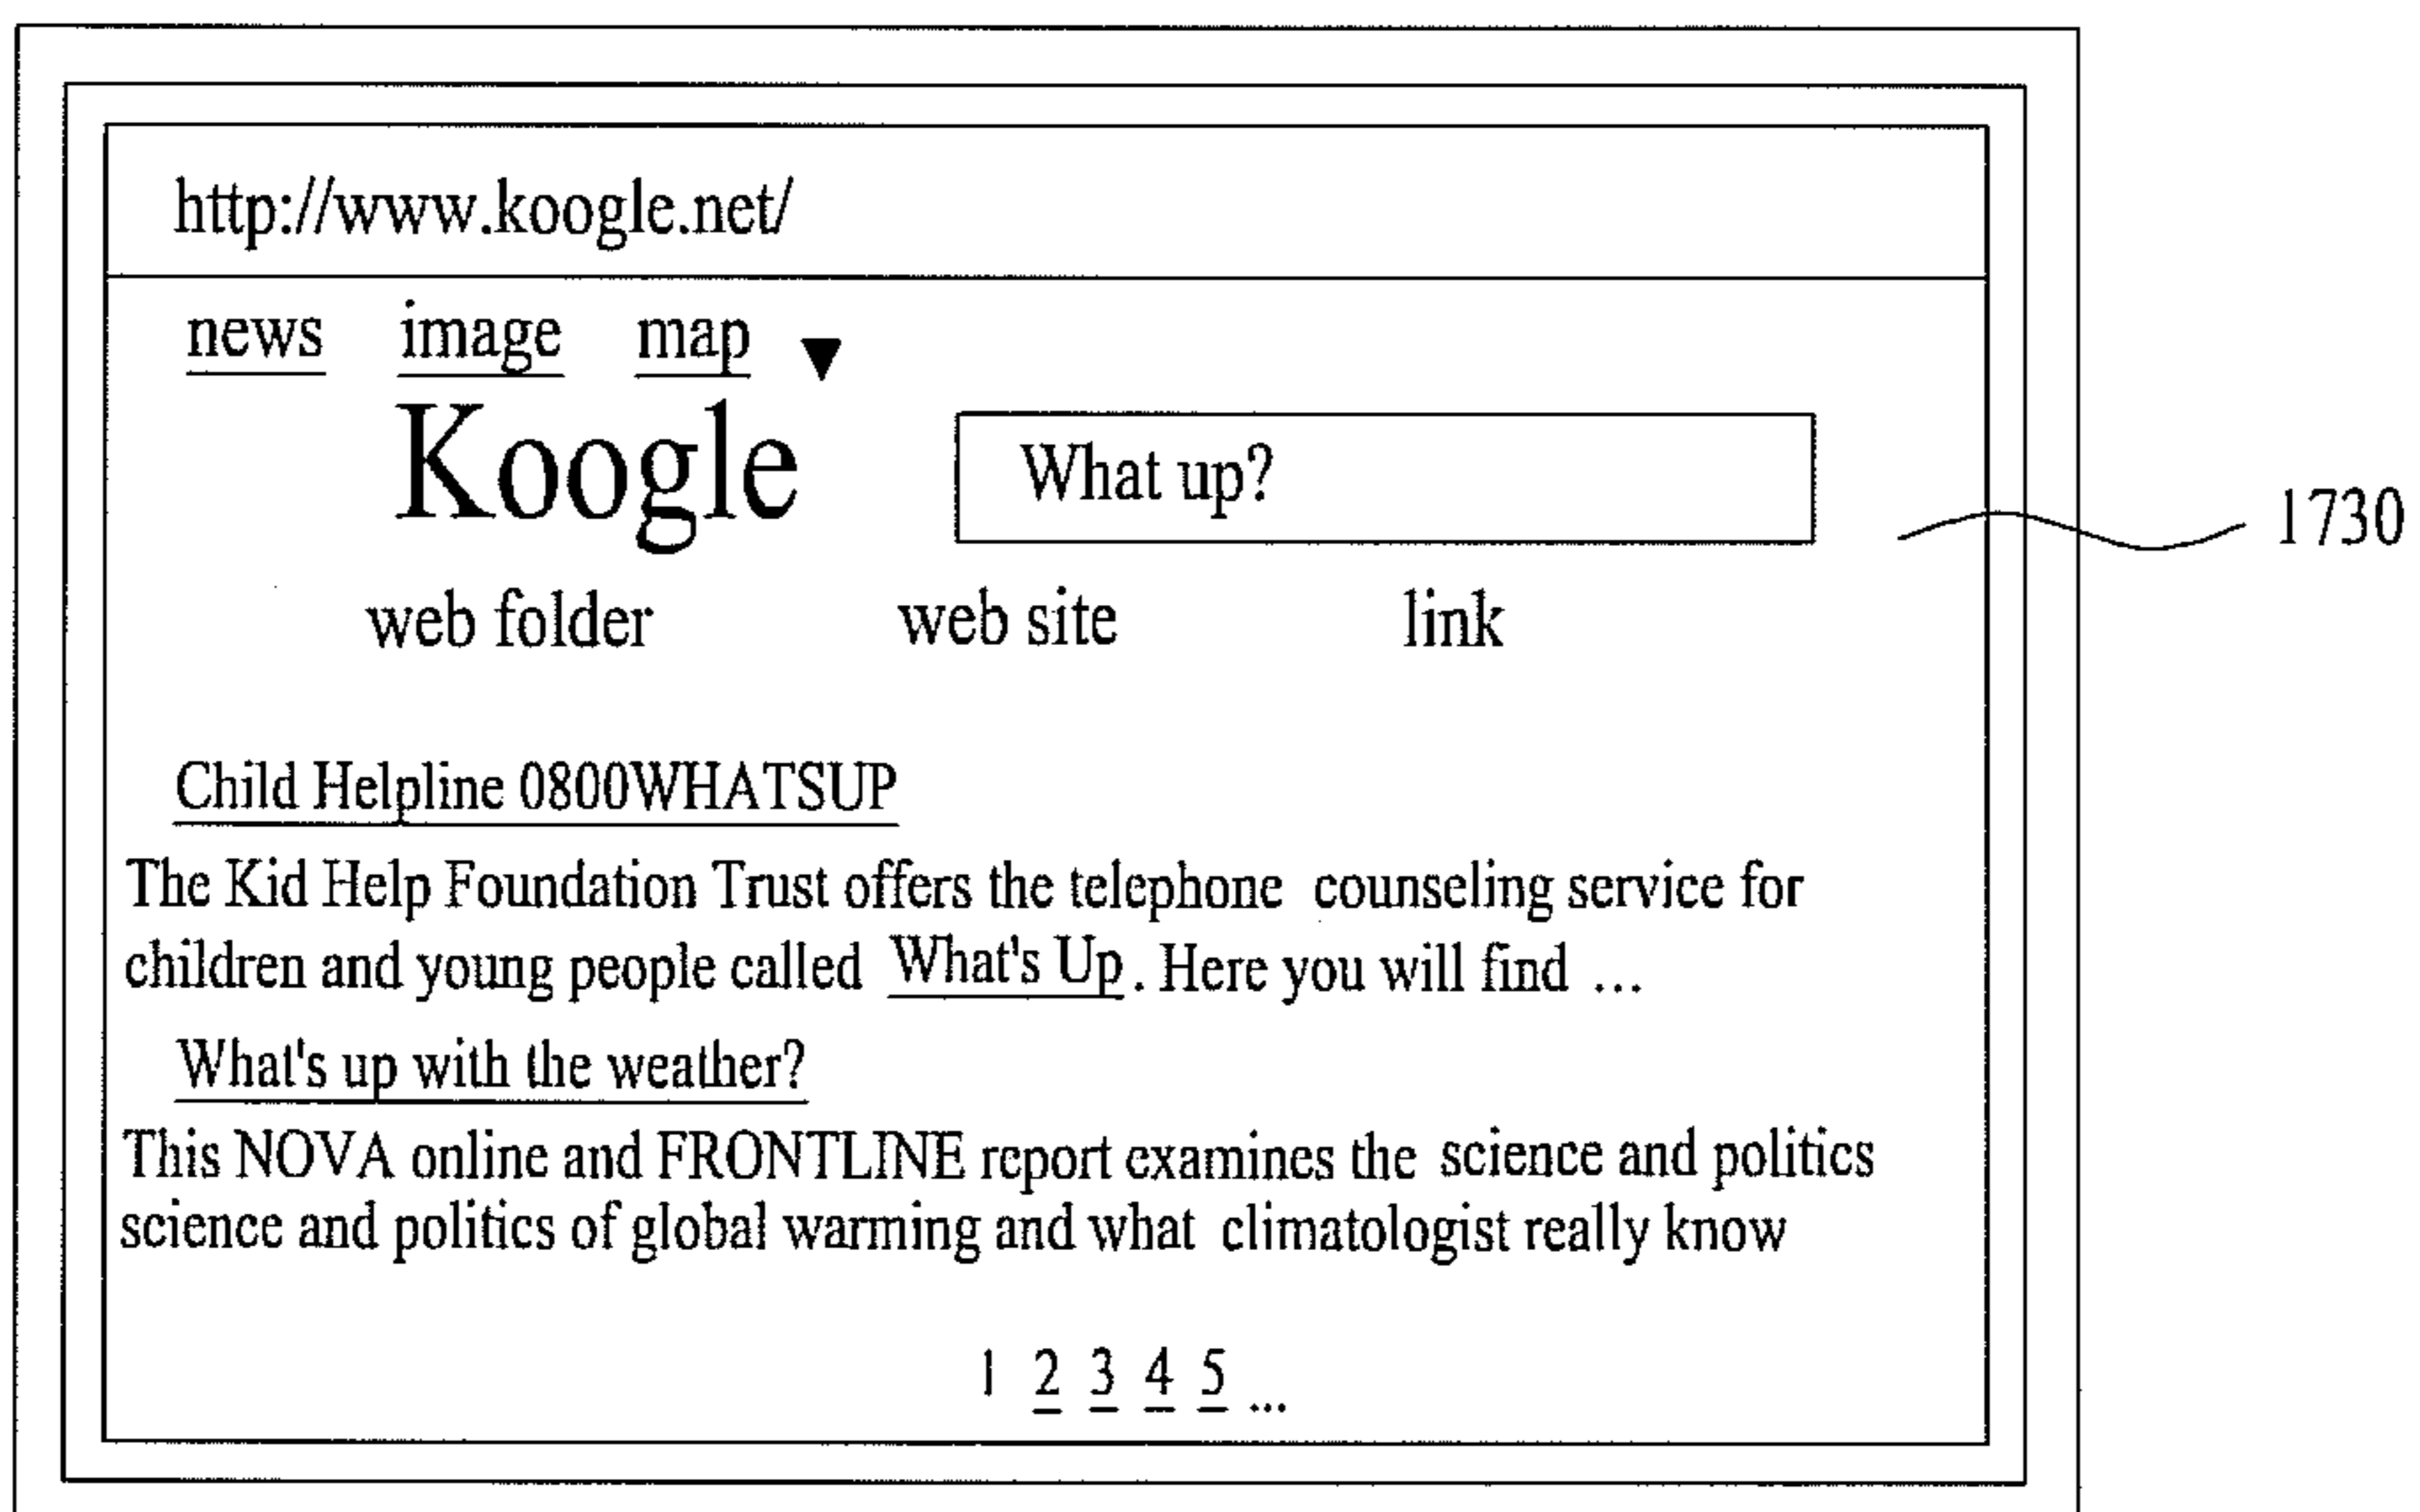 http://www.koogle.net/
news image map ▼
Koogle What up?
1730
web folder web site link
Child Helpline 0800WHATSUP
The Kid Help Foundation Trust offers the telephone counseling service for
children and young people called What's Up. Here you will find ...
What's up with the weather?
This NOVA online and FRONTLINE report examines the science and politics
science and politics of global warming and what climatologist really know
1 2 3 4 5 ...